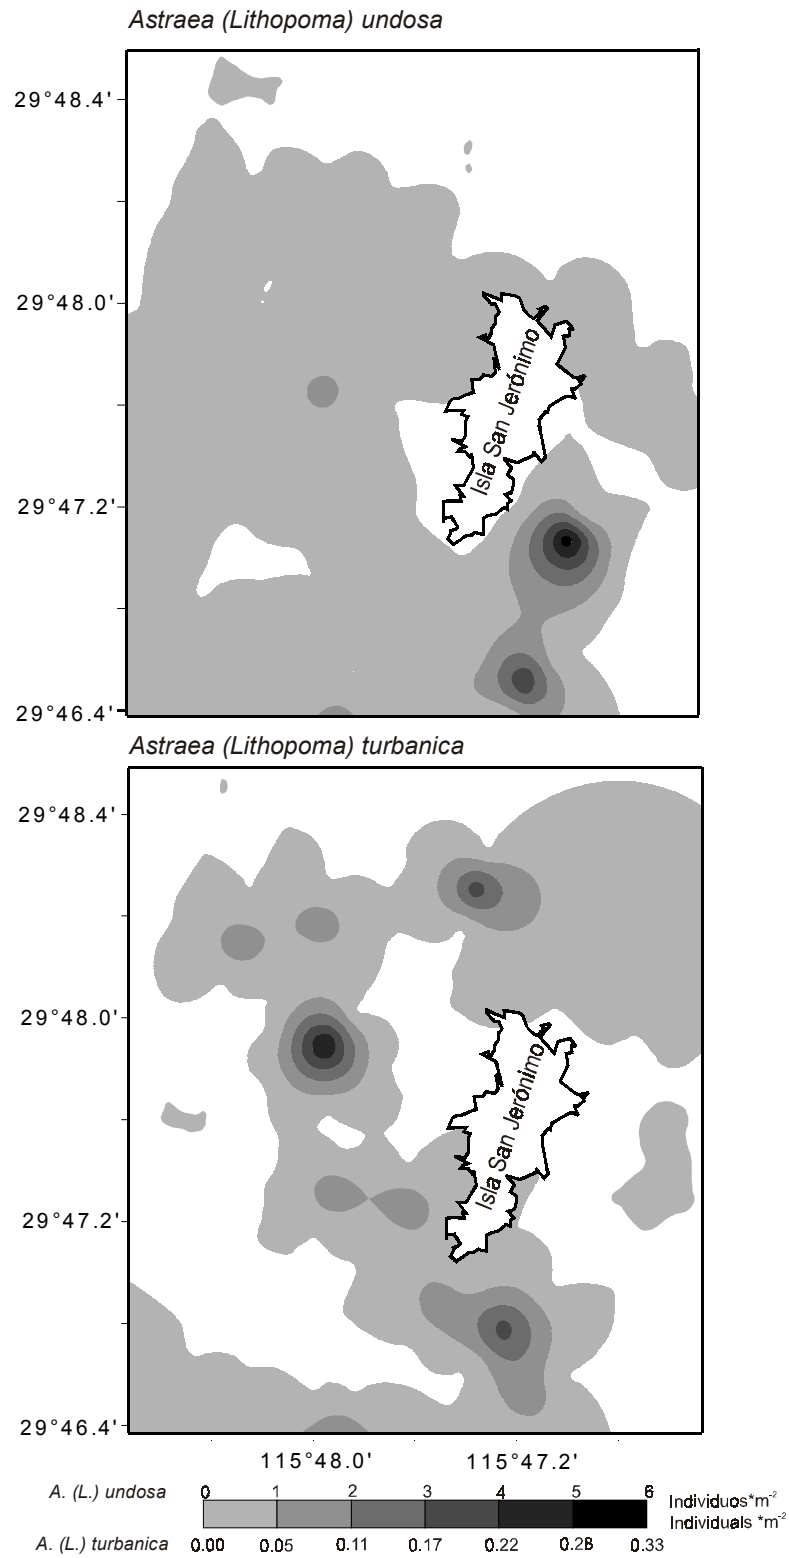 Astraea (Lithopoma) undosa
29°48.4'
29°48.0'
Isla San Jerónimo
29°47.2'
29°46.4'
Astraea (Lithopoma) turbanica
29°48.4'
29°48.0'
Isla San Jerónimo
29°47.2'
29°46.4'
115°48.0' 115°47.2'
A. (L.) undosa 0 1 2 3 4 5 6
Individuos*m⁻²
Individuals *m⁻²
A. (L.) turbanica 0.00 0.05 0.11 0.17 0.22 0.28 0.33